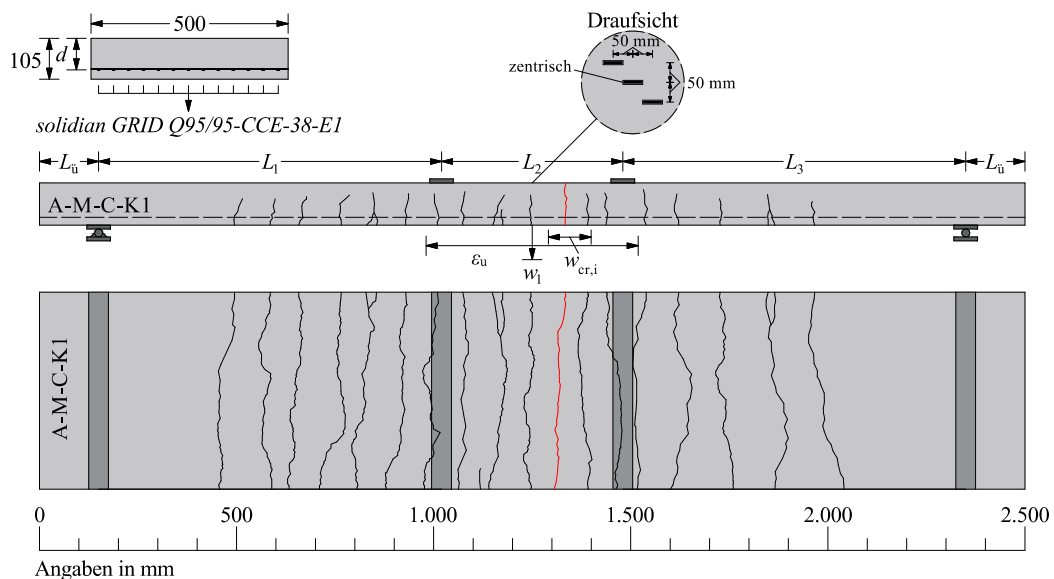 500
105
d
solidian GRID Q95/95-CCE-38-E1
Draufsicht
50 mm
zentrisch
50 mm
Lü L1 L2 L3 Lü
A-M-C-K1
εu
w1
wcr,i
A-M-C-K1
0 500 1.000 1.500 2.000 2.500
Angaben in mm